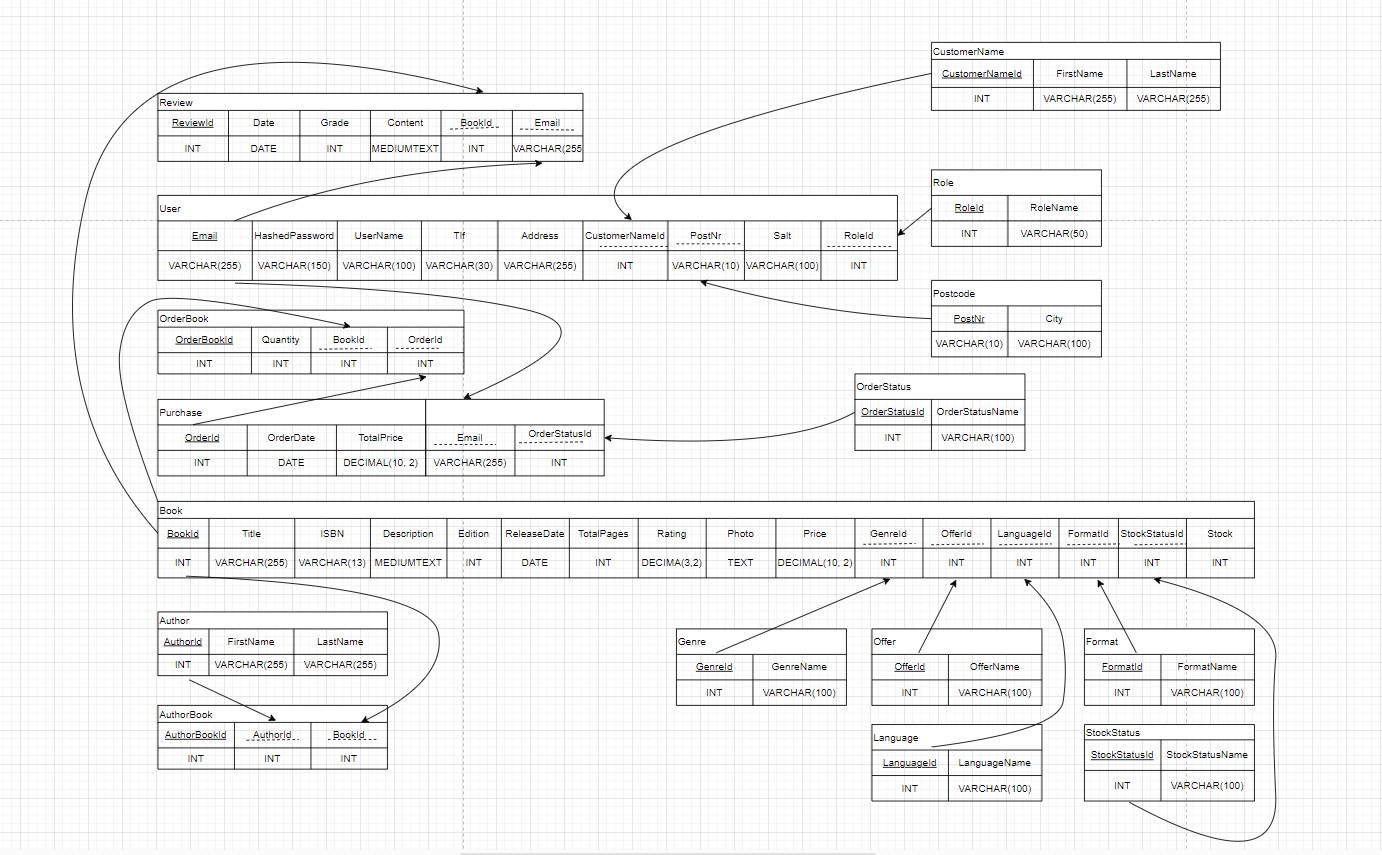 CustomerName
CustomerNameId FirstName LastName
INT VARCHAR(255) VARCHAR(255)
Review
ReviewId Date Grade Content BookId Email
INT DATE INT MEDIUMTEXT INT VARCHAR(255
Role
RoleId RoleName
INT VARCHAR(50)
User
Email HashedPassword UserName Tlf Address CustomerNameId PostNr Salt RoleId
VARCHAR(255) VARCHAR(150) VARCHAR(100) VARCHAR(30) VARCHAR(255) INT VARCHAR(10) VARCHAR(100) INT
Postcode
PostNr City
VARCHAR(10) VARCHAR(100)
OrderBook
OrderBookId Quantity BookId OrderId
INT INT INT INT
OrderStatus
OrderStatusId OrderStatusName
INT VARCHAR(100)
Purchase
OrderId OrderDate TotalPrice Email OrderStatusId
INT DATE DECIMAL(10, 2) VARCHAR(255) INT
Book
BookId Title ISBN Description Edition ReleaseDate TotalPages Rating Photo Price GenreId OfferId LanguageId FormatId StockStatusId Stock
INT VARCHAR(255) VARCHAR(13) MEDIUMTEXT INT DATE INT DECIMA(3,2) TEXT DECIMAL(10, 2) INT INT INT INT INT INT
Author
AuthorId FirstName LastName
INT VARCHAR(255) VARCHAR(255)
Genre
GenreId GenreName
INT VARCHAR(100)
Offer
OfferId OfferName
INT VARCHAR(100)
Format
FormatId FormatName
INT VARCHAR(100)
AuthorBook
AuthorBookId AuthorId BookId
INT INT INT
Language
LanguageId LanguageName
INT VARCHAR(100)
StockStatus
StockStatusId StockStatusName
INT VARCHAR(100)